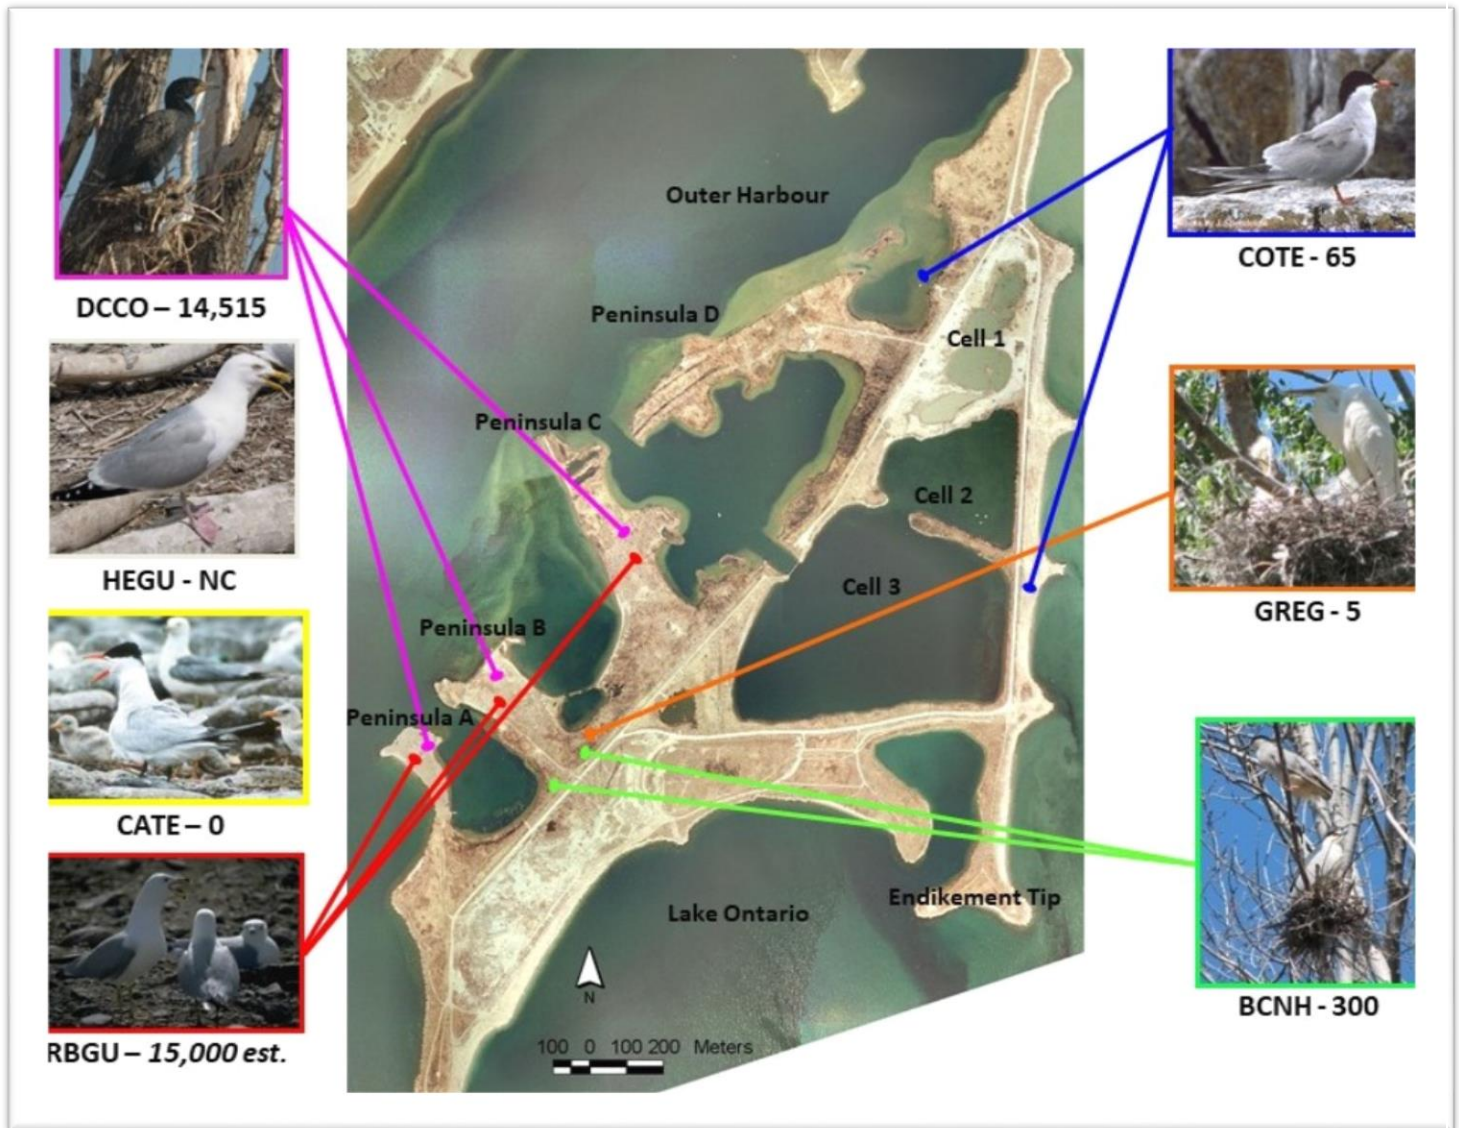 DCCO – 14,515
HEGU - NC
CATE – 0
RBGU – 15,000 est.
Outer Harbour
Peninsula D
Cell 1
Peninsula C
Cell 2
Cell 3
Peninsula B
Peninsula A
Endikement Tip
Lake Ontario
N
100 0 100 200 Meters
COTE - 65
GREG - 5
BCNH - 300